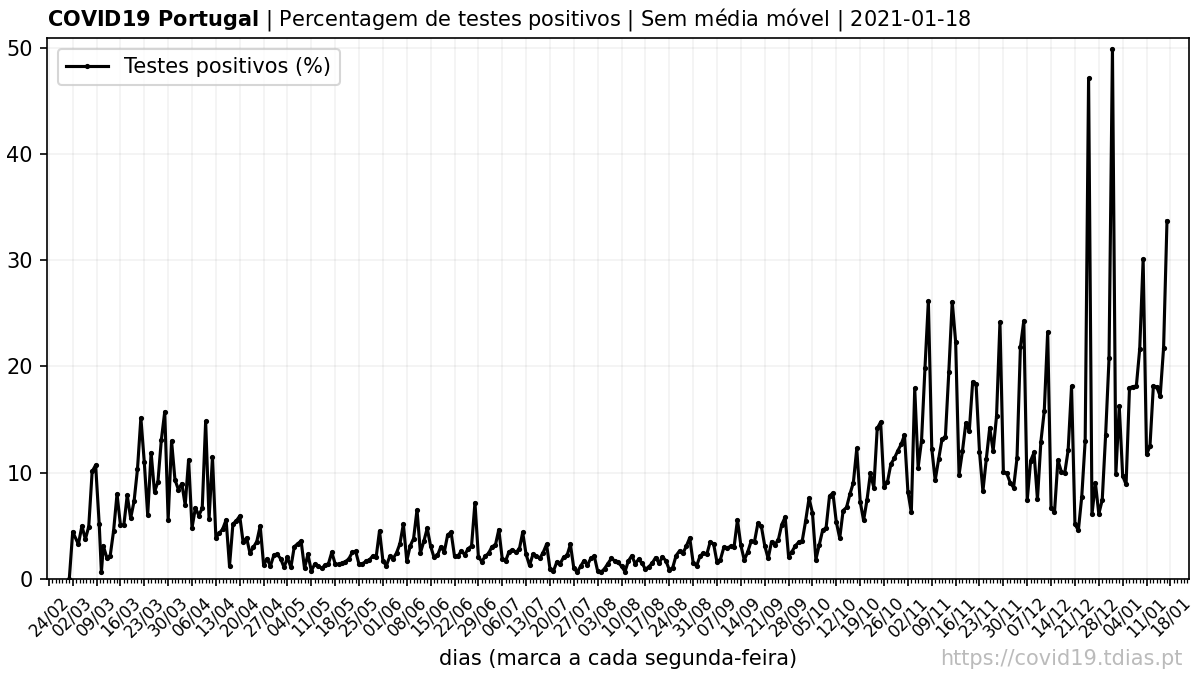 COVID19 Portugal | Percentagem de testes positivos | Sem média móvel | 2021-01-18
Testes positivos (%)
50
40
30
20
10
0
24/02 02/03 09/03 16/03 23/03 30/03 06/04 13/04 20/04 27/04 04/05 11/05 18/05 25/05 01/06 08/06 15/06 22/06 29/06 06/07 13/07 20/07 27/07 03/08 10/08 17/08 24/08 31/08 07/09 14/09 21/09 28/09 05/10 12/10 19/10 26/10 02/11 09/11 16/11 23/11 30/11 07/12 14/12 21/12 28/12 04/01 11/01 18/01
dias (marca a cada segunda-feira)
https://covid19.tdias.pt